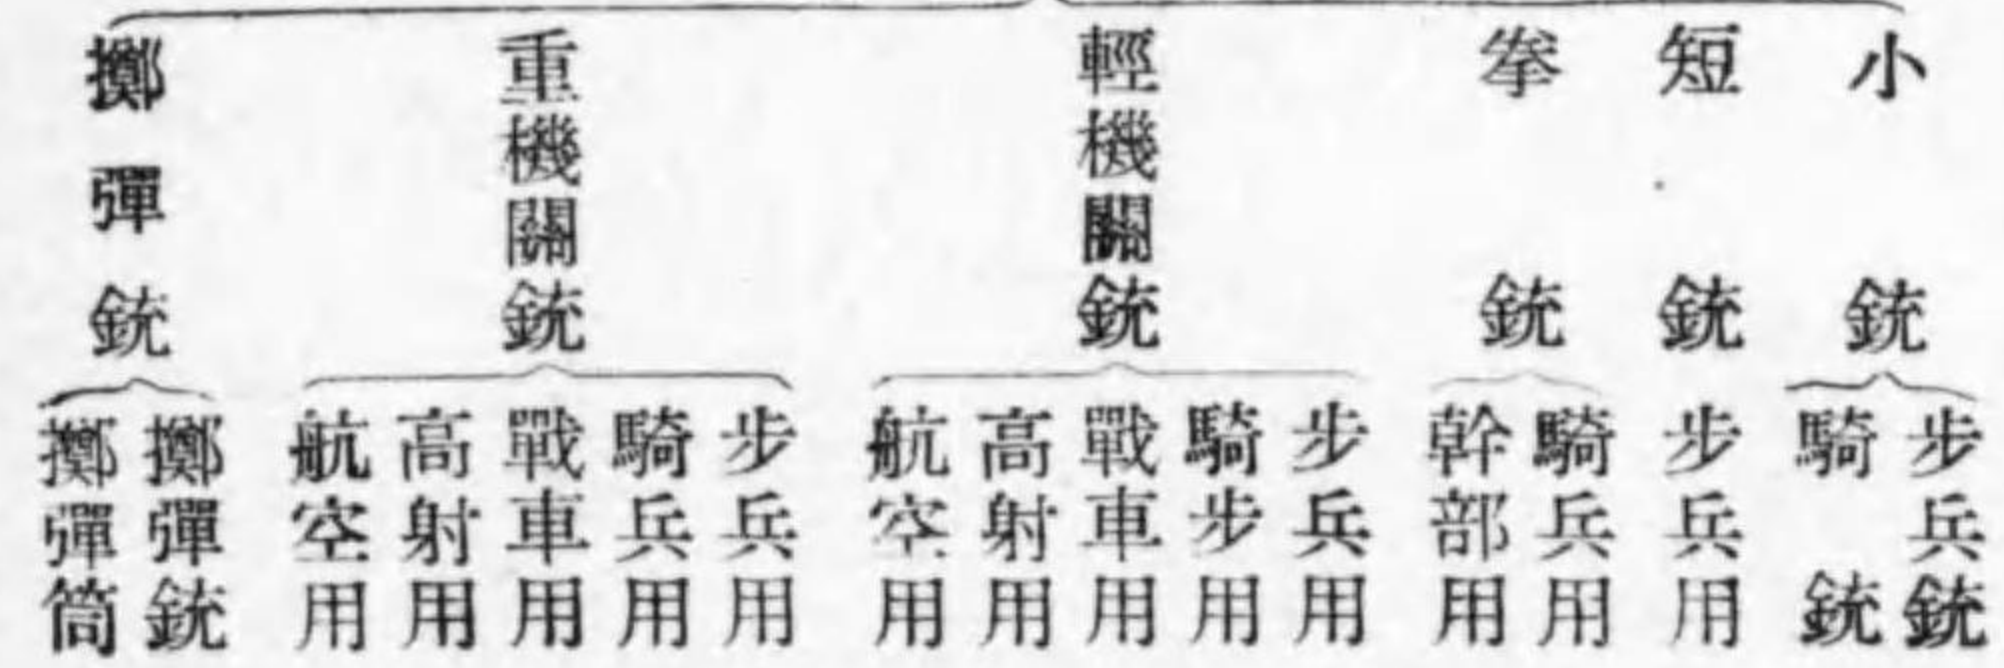 小銃
步兵銃
騎銃
短銃
步兵用
拳銃
騎兵用
幹部用
輕機關銃
步兵用
騎步用
戰車用
高射用
航空用
重機關銃
步兵用
騎兵用
戰車用
高射用
航空用
擲彈銃
擲彈銃
擲彈筒